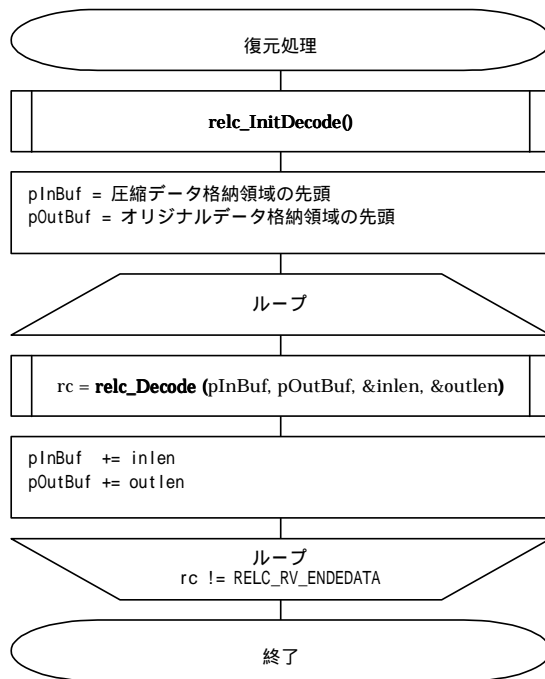 復元処理
relc_InitDecode()
pInBuf = 圧縮データ格納領域の先頭
pOutBuf = オリジナルデータ格納領域の先頭
ループ
rc = relc_Decode (pInBuf, pOutBuf, &inlen, &outlen)
pInBuf += inlen
pOutBuf += outlen
ループ
rc != RELC_RV_ENDEDATA
終了